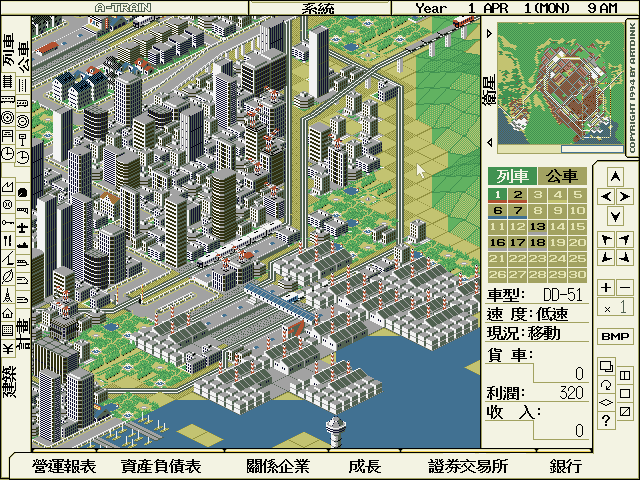 A-TRAIN 系統 Year 1 APR 1 (MON) 9 AM
列車
公車
建築
計畫
衛星
COPYRIGHT 1994 BY ARTDINK
列車 公車
1 2 3 4 5
6 7 8 9 10
11 12 13 14 15
16 17 18 19 20
21 22 23 24 25
26 27 28 29 30
車型: DD-51
速度:低速
現況:移動
貨車:
0
利潤: 320
收入:
0
× 1
BMP
?
營運報表 資產負債表 關係企業 成長 證券交易所 銀行